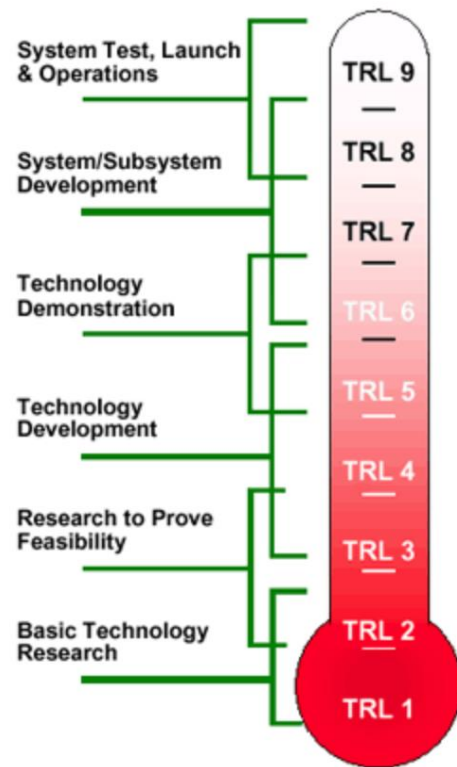 System Test, Launch
& Operations
System/Subsystem
Development
Technology
Demonstration
Technology
Development
Research to Prove
Feasibility
Basic Technology
Research
TRL 9
TRL 8
TRL 7
TRL 6
TRL 5
TRL 4
TRL 3
TRL 2
TRL 1